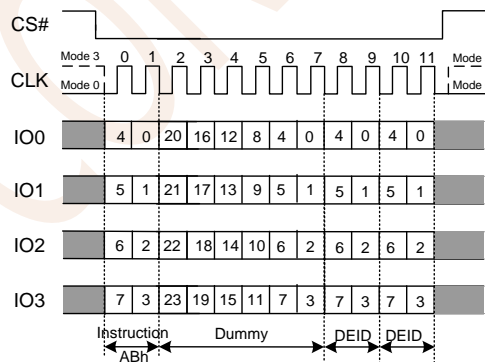 CS#
Mode 3 0 1 2 3 4 5 6 7 8 9 10 11 Mode
CLK Mode 0 Mode
IO0 4 0 20 16 12 8 4 0 4 0 4 0
IO1 5 1 21 17 13 9 5 1 5 1 5 1
IO2 6 2 22 18 14 10 6 2 6 2 6 2
IO3 7 3 23 19 15 11 7 3 7 3 7 3
Instruction Dummy DEID DEID
ABh